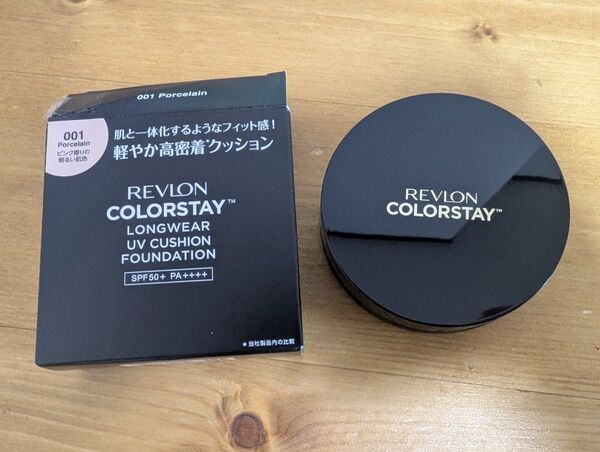 001 Porcelain
001
Porcelain
ピンク寄りの
明るい肌色
肌と一体化するようなフィット感!
軽やか高密着*クッション
REVLON
COLORSTAY™
LONGWEAR
UV CUSHION
FOUNDATION
SPF50+ PA++++
*当社製品内の比較
REVLON
COLORSTAY™